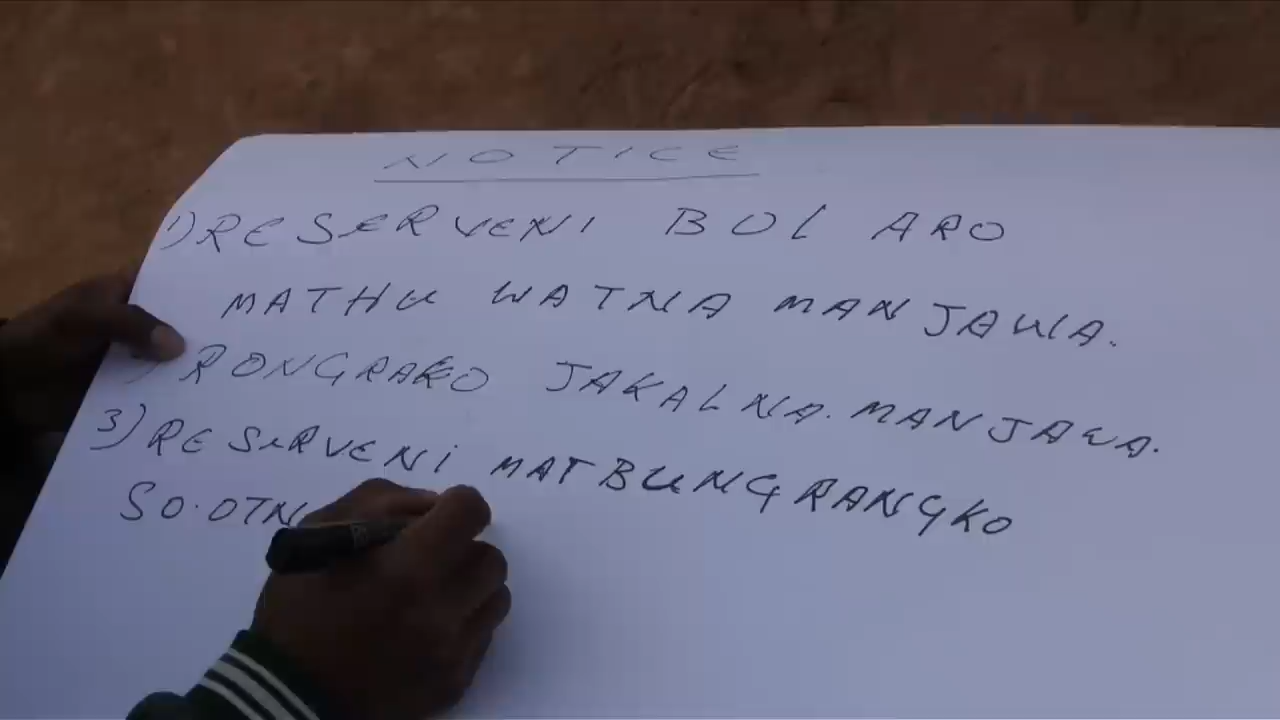 NOTICE
1) RESERVENI BOL ARO
MATHU WATNA MANJAWA.
) RONGRAKO JAKALNA. MANJAWA.
3) RESERVENI MATBUNGRANGKO
SO.OTN